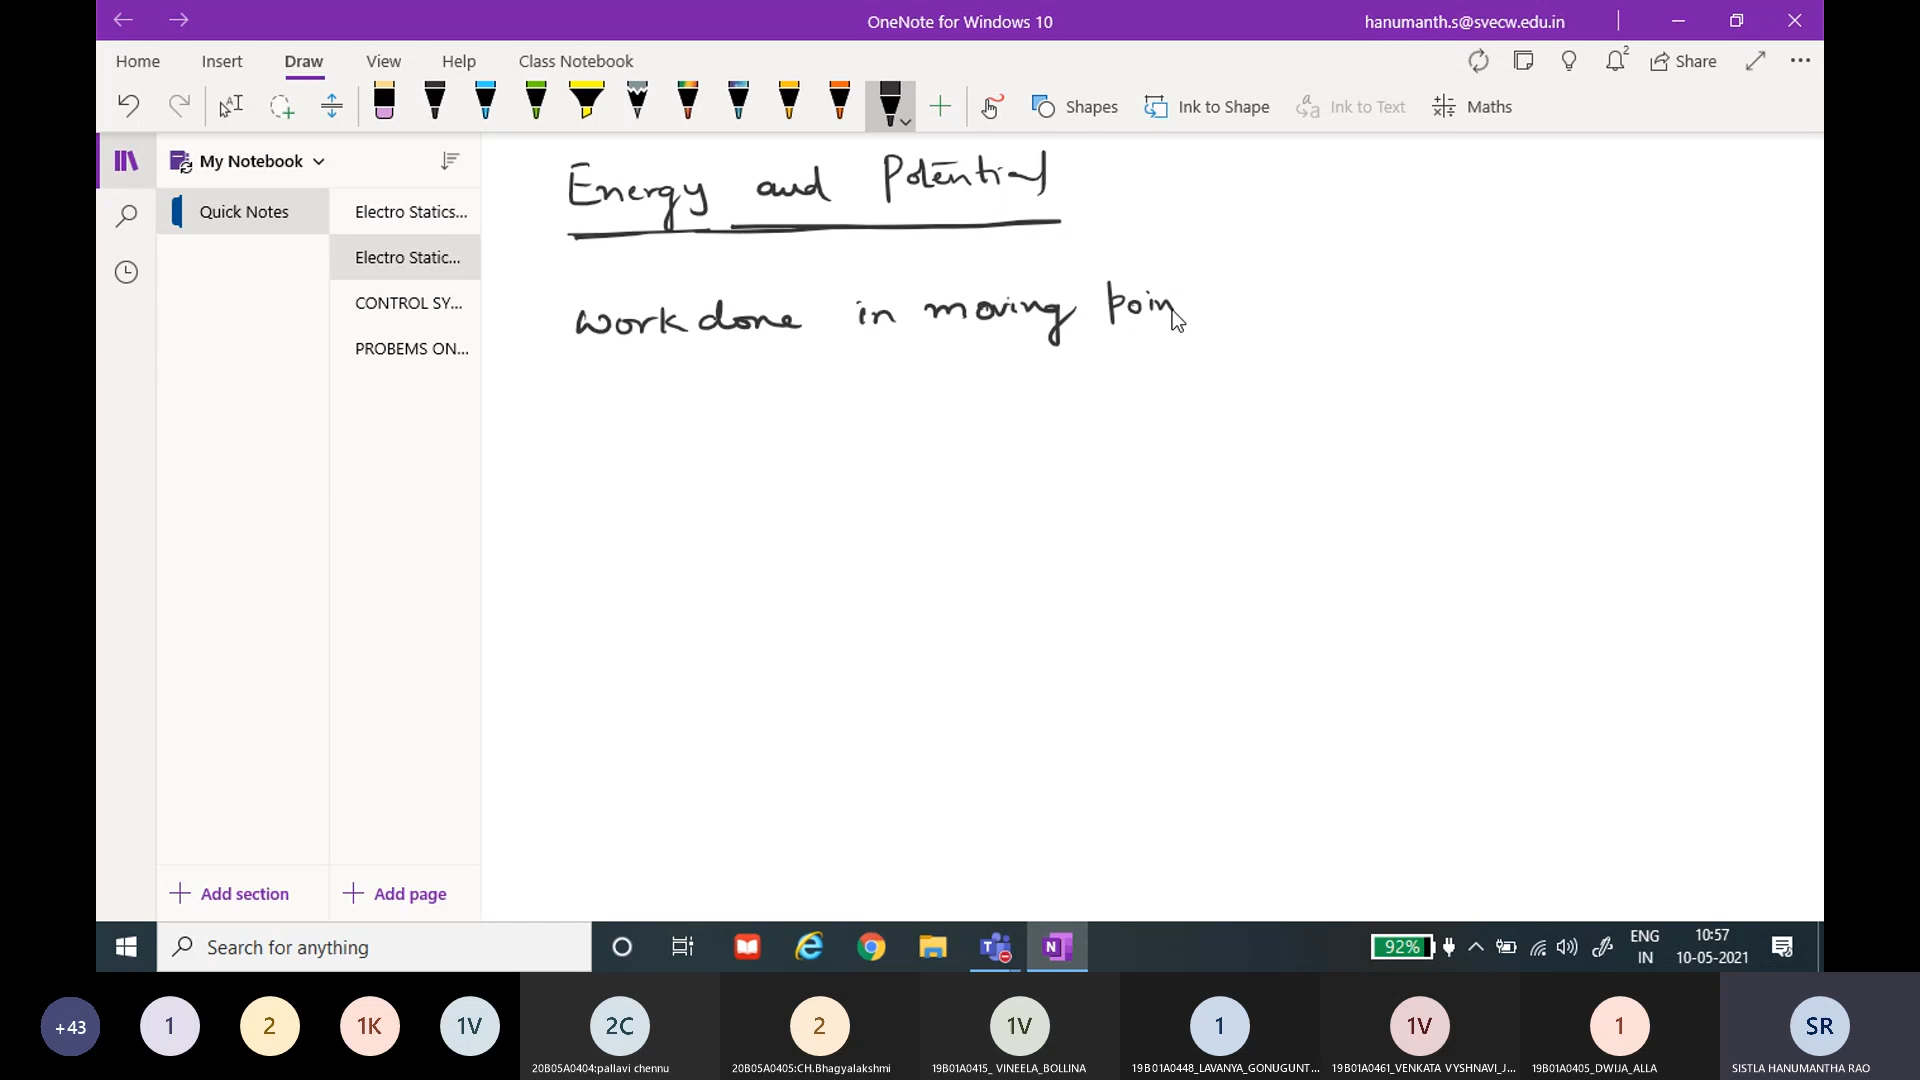 OneNote for Windows 10
hanumanth.s@svecw.edu.in
Home Insert Draw View Help Class Notebook
2
Share
Shapes Ink to Shape Ink to Text Maths
My Notebook
Quick Notes
Electro Statics...
Electro Static...
CONTROL SY...
PROBEMS ON...
Energy and Potential
workdone in moving poin
Add section
Add page
Search for anything
92%
ENG
IN
10:57
10-05-2021
+43
1
2
1K
1V
2C
2
1V
1
1V
1
SR
20B05A0404:pallavi chennu
20B05A0405:CH.Bhagyalakshmi
19B01A0415_ VINEELA_BOLLINA
19B01A0448_LAVANYA_GONUGUNT...
19B01A0461_VENKATA VYSHNAVI_J...
19B01A0405_DWIJA_ALLA
SISTLA HANUMANTHA RAO